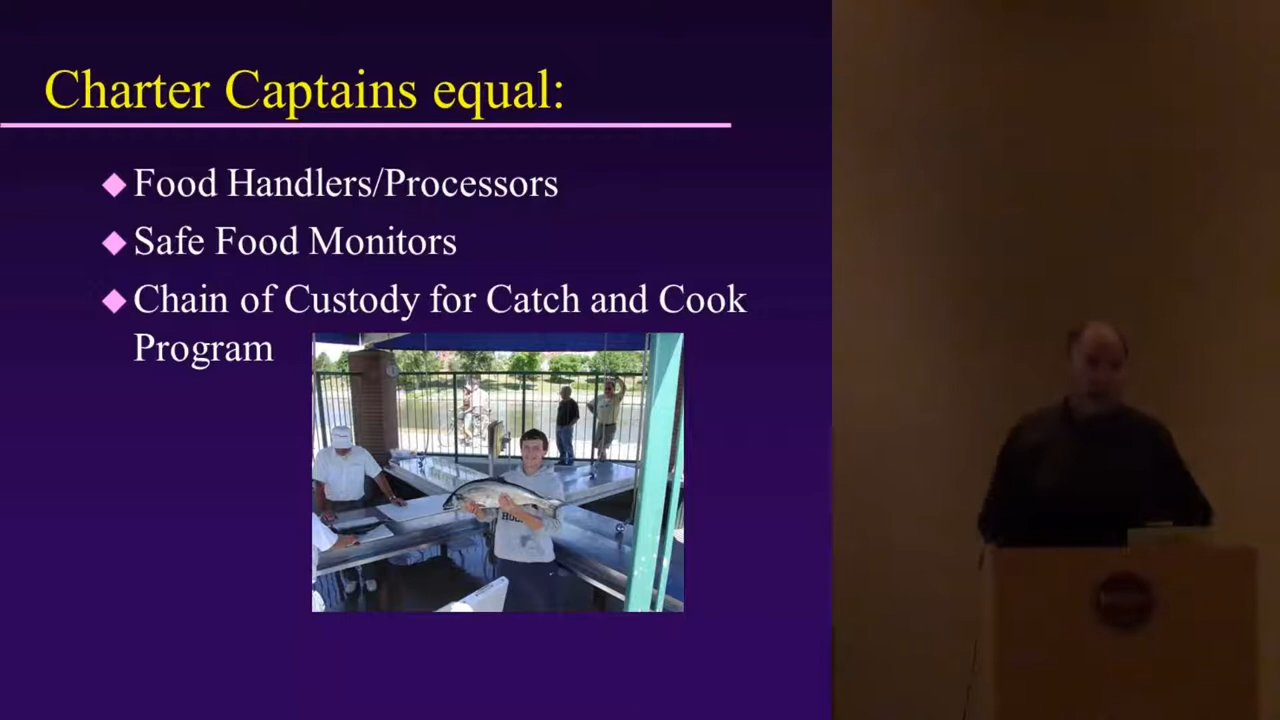 Charter Captains equal:
Food Handlers/Processors
Safe Food Monitors
Chain of Custody for Catch and Cook
Program